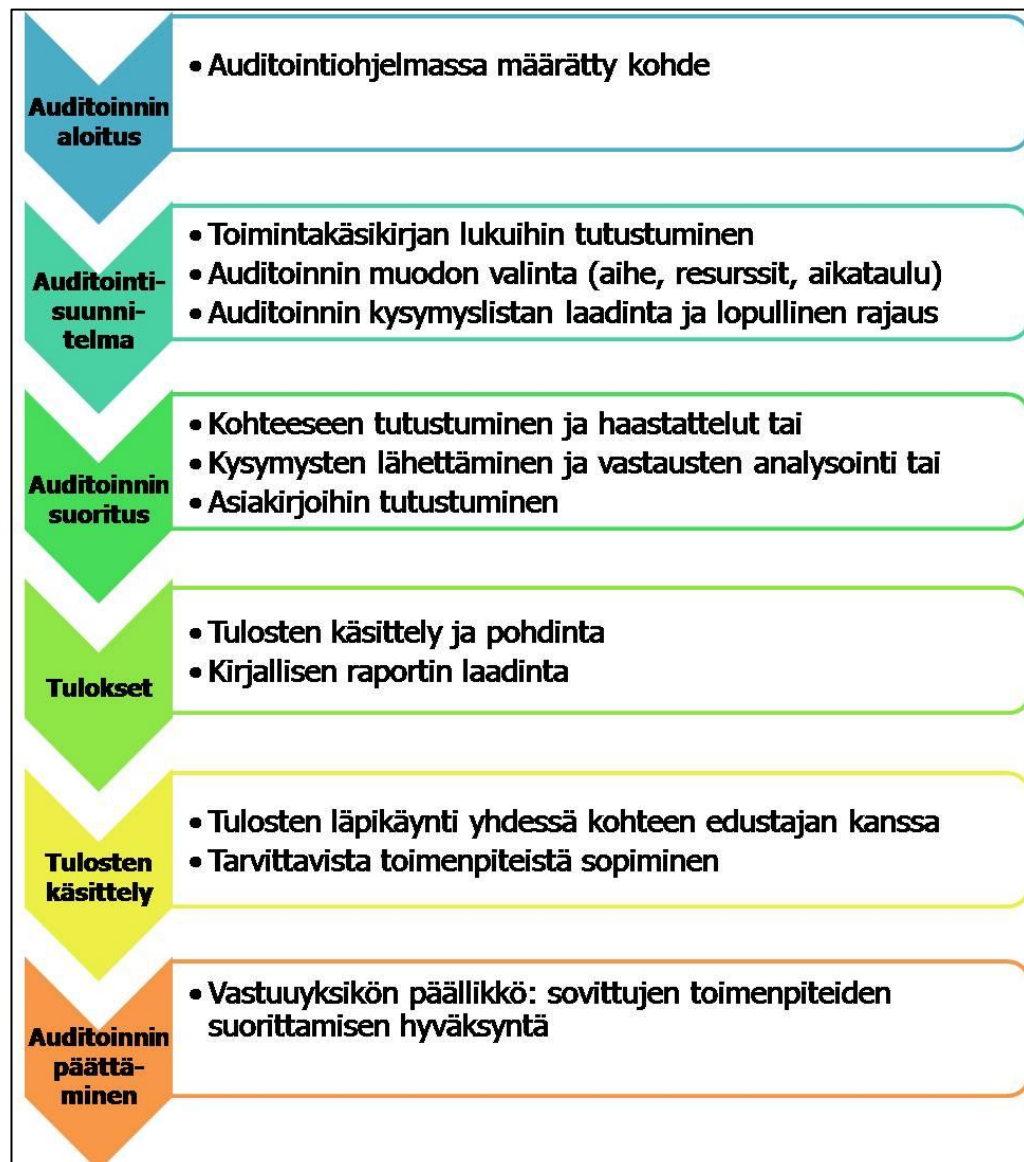 Auditoinnin
aloitus
• Auditointiohjelmassa määrätty kohde
Auditointi-
suunni-
telma
• Toimintakäsikirjan lukuihin tutustuminen
• Auditoinnin muodon valinta (aihe, resurssit, aikataulu)
• Auditoinnin kysymyslistan laadinta ja lopullinen rajaus
Auditoinnin
suoritus
• Kohteeseen tutustuminen ja haastattelut tai
• Kysymysten lähettäminen ja vastausten analysointi tai
• Asiakirjoihin tutustuminen
Tulokset
• Tulosten käsittely ja pohdinta
• Kirjallisen raportin laadinta
Tulosten
käsittely
• Tulosten läpikäynti yhdessä kohteen edustajan kanssa
• Tarvittavista toimenpiteistä sopiminen
Auditoinnin
päättä-
minen
• Vastuuyksikön päällikkö: sovittujen toimenpiteiden
suorittamisen hyväksyntä